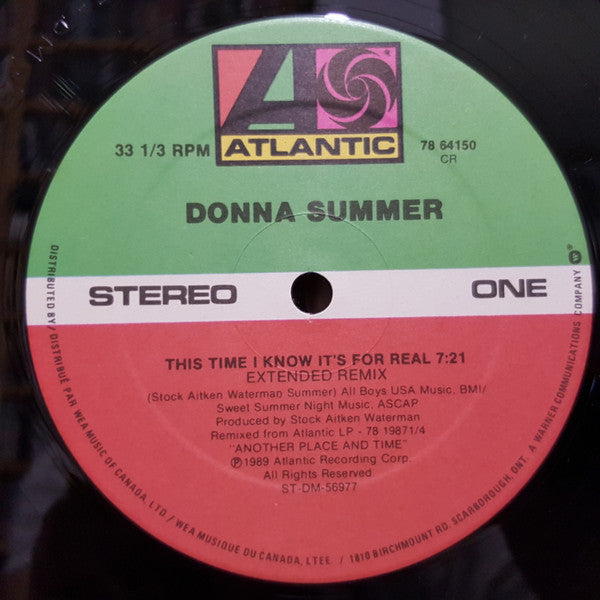 33 1/3 RPM
ATLANTIC
78 64150
CR
DONNA SUMMER
STEREO
ONE
THIS TIME I KNOW IT'S FOR REAL 7:21
EXTENDED REMIX
(Stock Aitken Waterman Summer) All Boys USA Music, BMI/
Sweet Summer Night Music, ASCAP
Produced by Stock Aitken Waterman
Remixed from Atlantic LP - 78 19871/4
"ANOTHER PLACE AND TIME"
Ⓟ1989 Atlantic Recording Corp.
All Rights Reserved
ST-DM-56977
DISTRIBUTED BY / DISTRIBUÉ PAR WEA MUSIC OF CANADA, LTD. / WEA MUSIQUE DU CANADA, LTEE. / 1810 BIRCHMOUNT RD. SCARBOROUGH, ONT. A WARNER COMMUNICATIONS COMPANY ®